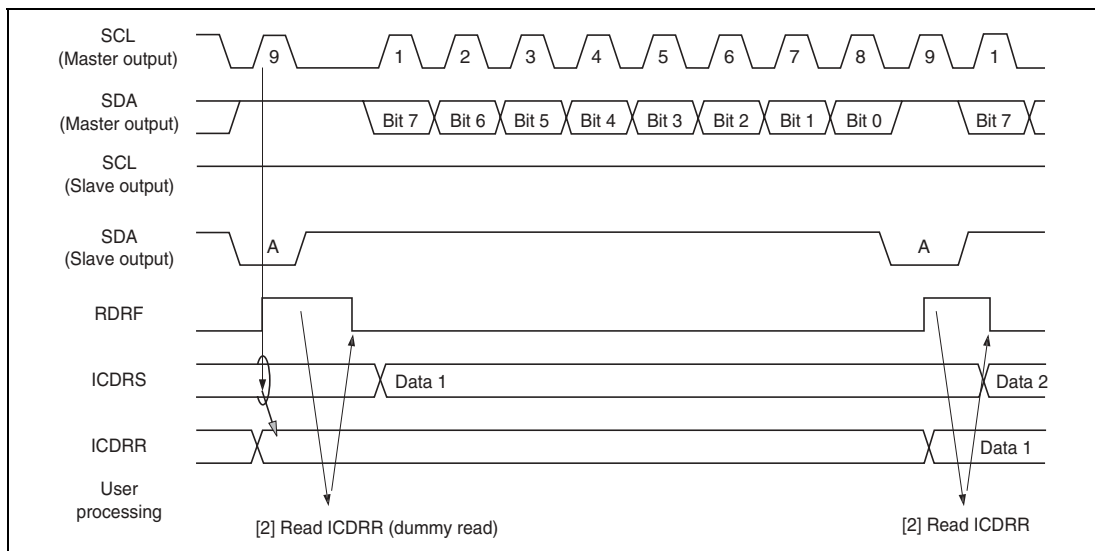 SCL
(Master output)
9 1 2 3 4 5 6 7 8 9 1
SDA
(Master output)
Bit 7 Bit 6 Bit 5 Bit 4 Bit 3 Bit 2 Bit 1 Bit 0 Bit 7
SCL
(Slave output)
SDA
(Slave output)
A A
RDRF
ICDRS
Data 1 Data 2
ICDRR
Data 1
User
processing
[2] Read ICDRR (dummy read) [2] Read ICDRR